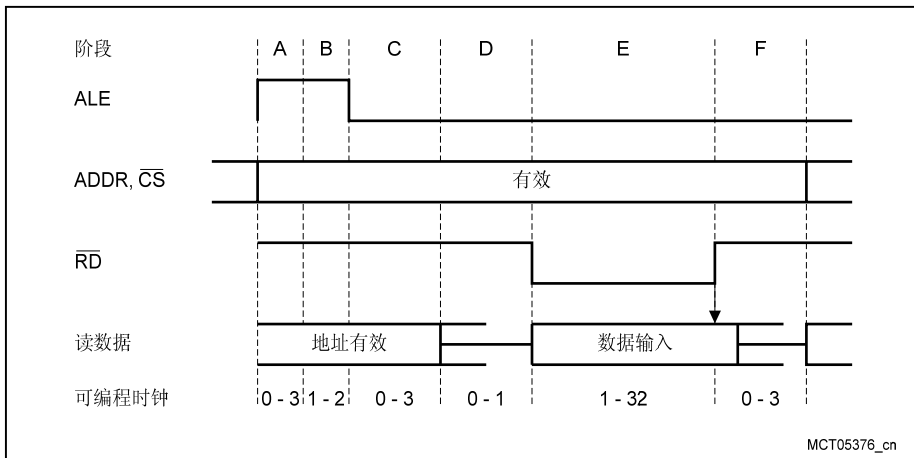 阶段 A B C D E F
ALE
ADDR, CS 有效
RD
读数据 地址有效 数据输入
可编程时钟 0 - 3 1 - 2 0 - 3 0 - 1 1 - 32 0 - 3
MCT05376_cn